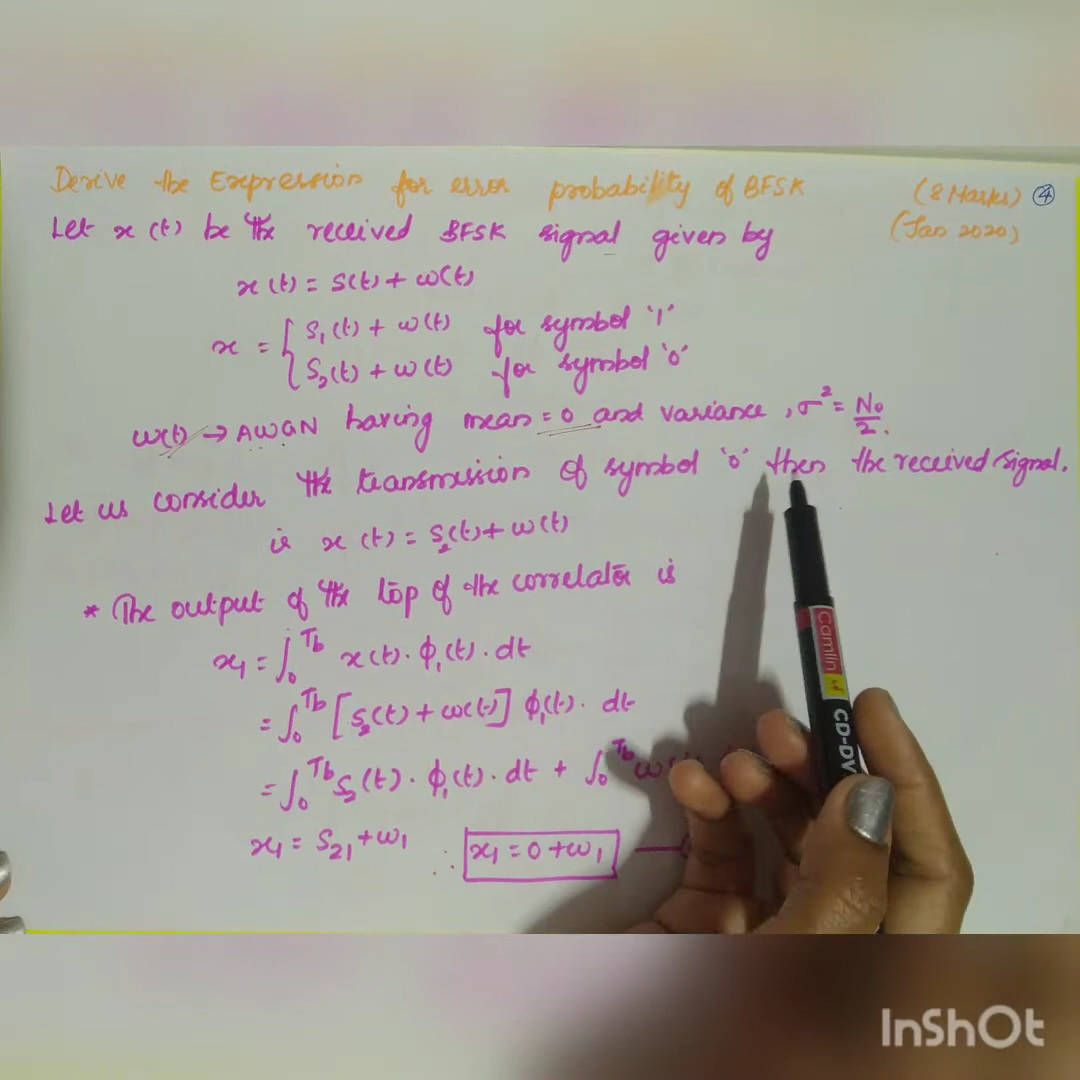 Derive the Expression for error probability of BFSK (8 Marks) ④
Let x(t) be the received BFSK signal given by (Jan 2020)
x(t) = S(t) + w(t)
x = { S₁(t) + w(t) for symbol '1'
S₂(t) + w(t) for symbol '0'
w(t) → AWGN having mean = 0 and variance, σ² = N₀/2.
Let us consider the transmission of symbol '0' then the received signal.
is x(t) = S₂(t) + w(t)
* The output of the top of the correlator is
x₁ = ∫₀^Tb x(t) · ϕ₁(t) · dt
= ∫₀^Tb [S₂(t) + w(t)] ϕ₁(t) · dt
= ∫₀^Tb S₂(t) · ϕ₁(t) · dt + ∫₀^Tb
x₁ = S₂₁ + w₁ ∴ x₁ = 0 + w₁
Camlin
CD-DV
InShOt